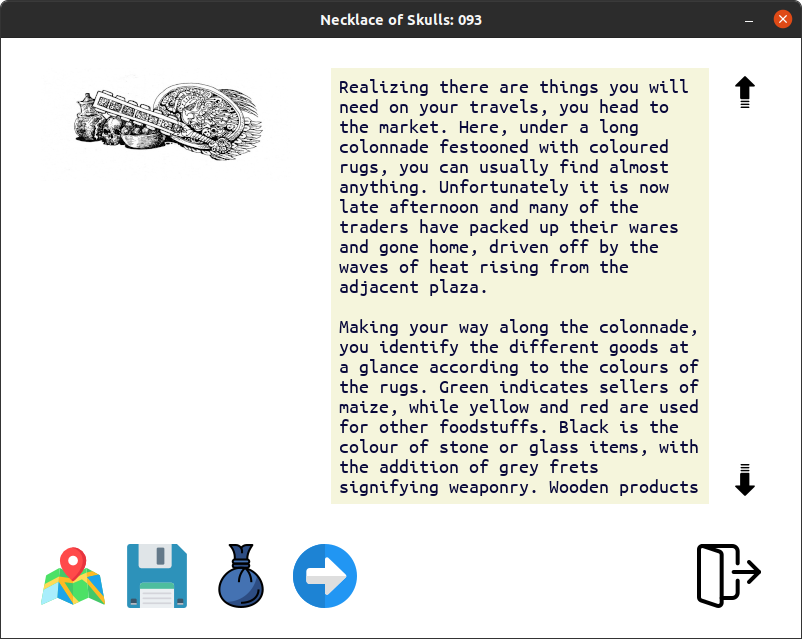 Necklace of Skulls: 093
Realizing there are things you will
need on your travels, you head to
the market. Here, under a long
colonnade festooned with coloured
rugs, you can usually find almost
anything. Unfortunately it is now
late afternoon and many of the
traders have packed up their wares
and gone home, driven off by the
waves of heat rising from the
adjacent plaza.
Making your way along the colonnade,
you identify the different goods at
a glance according to the colours of
the rugs. Green indicates sellers of
maize, while yellow and red are used
for other foodstuffs. Black is the
colour of stone or glass items, with
the addition of grey frets
signifying weaponry. Wooden products